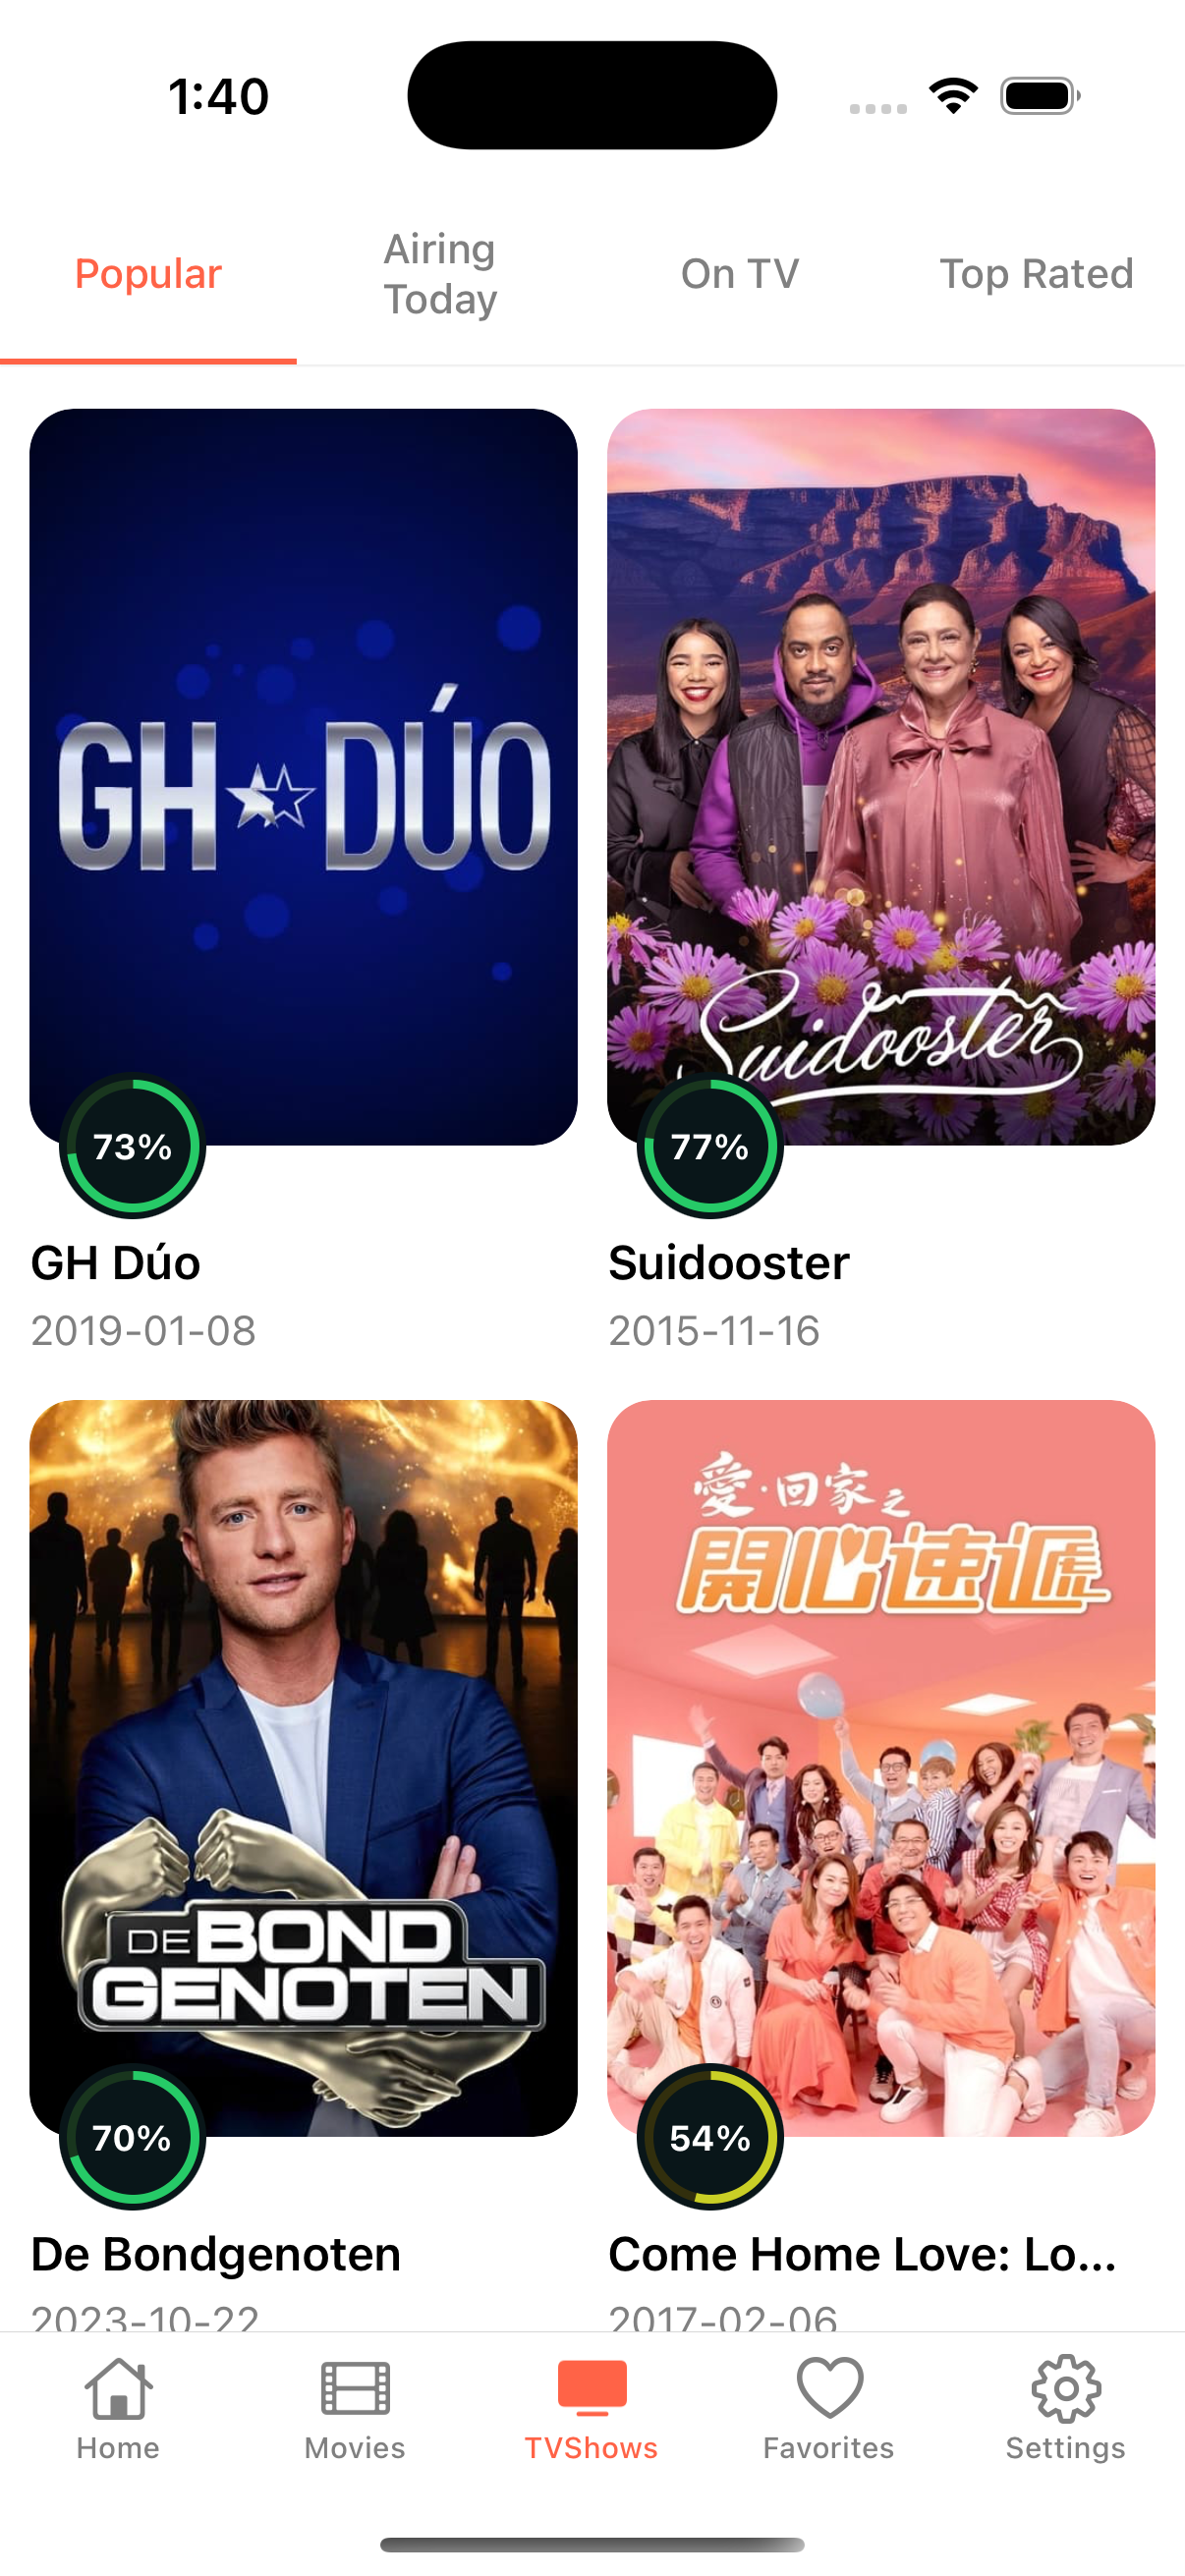 1:40
Popular
Airing
Today
On TV
Top Rated
GH DÚO
Suidooster
73%
77%
GH Dúo
Suidooster
2019-01-08
2015-11-16
愛·回家之
開心速遞
DE BOND
GENOTEN
70%
54%
De Bondgenoten
Come Home Love: Lo...
2023-10-22
2017-02-06
Home
Movies
TVShows
Favorites
Settings